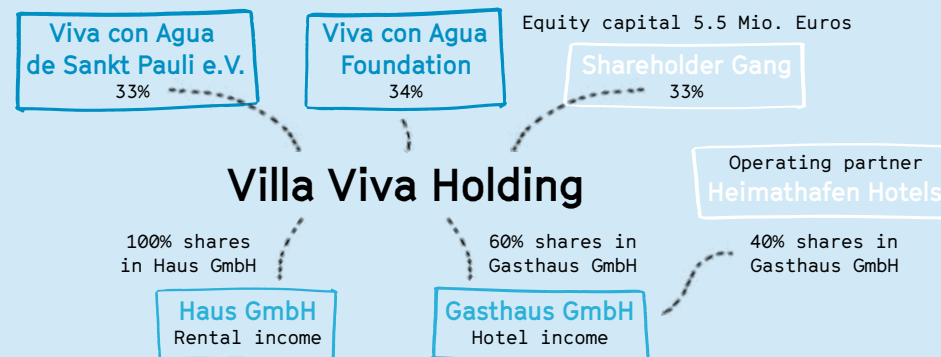 Viva con Agua
de Sankt Pauli e.V.
33%
Viva con Agua
Foundation
34%
Equity capital 5.5 Mio. Euros
Shareholder Gang
33%
Villa Viva Holding
Operating partner
Heimathafen Hotels
100% shares
in Haus GmbH
60% shares in
Gasthaus GmbH
40% shares in
Gasthaus GmbH
Haus GmbH
Rental income
Gasthaus GmbH
Hotel income